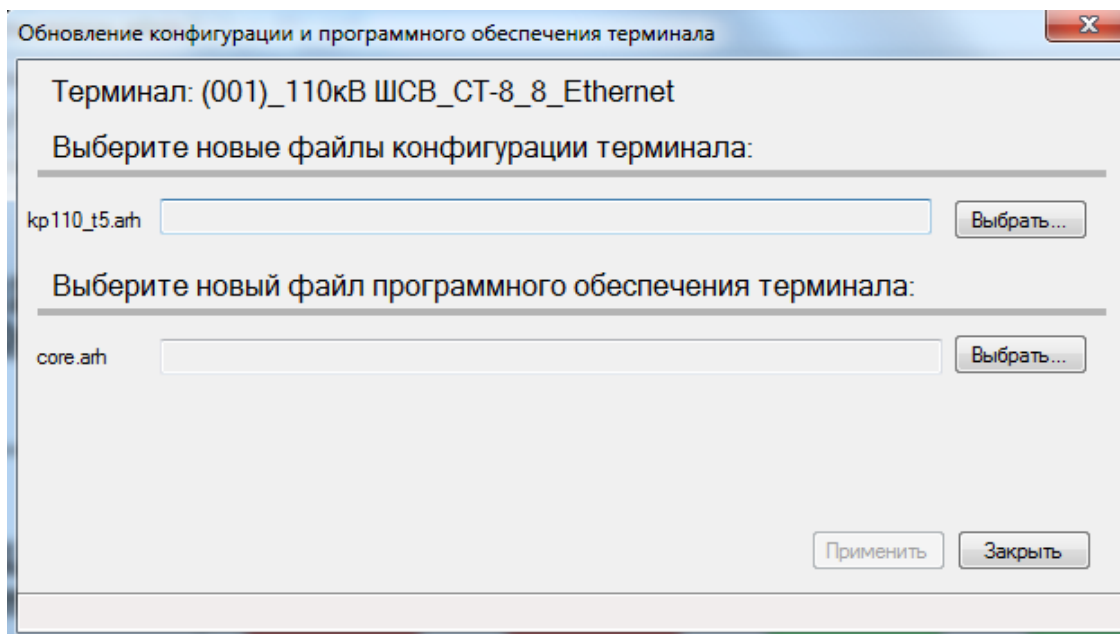 Обновление конфигурации и программного обеспечения терминала
Терминал: (001)_110кВ ШСВ_СТ-8_8_Ethernet
Выберите новые файлы конфигурации терминала:
kp110_t5.arh
Выбрать...
Выберите новый файл программного обеспечения терминала:
core.arh
Выбрать...
Применить
Закрыть